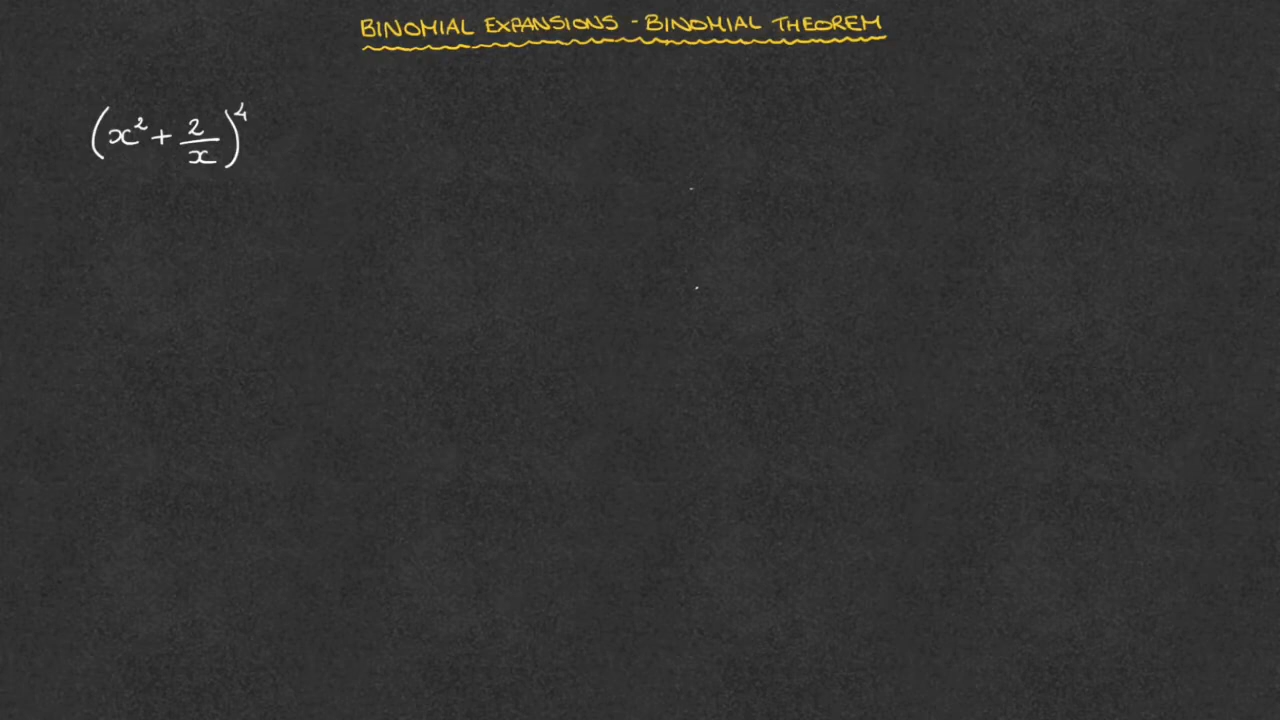 BINOMIAL EXPANSIONS - BINOMIAL THEOREM
(x² + 2/x)⁴